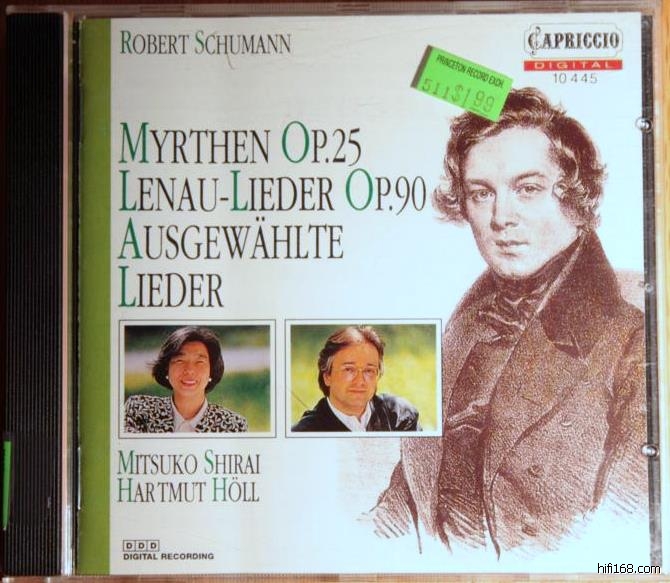 ROBERT SCHUMANN
CAPRICCIO
DIGITAL
10 445
PRINCETON RECORD EXCH.
511$1.99
MYRTHEN OP.25
LENAU-LIEDER OP.90
AUSGEWÄHLTE
LIEDER
MITSUKO SHIRAI
HARTMUT HÖLL
DDD
DIGITAL RECORDING
hifi168.com